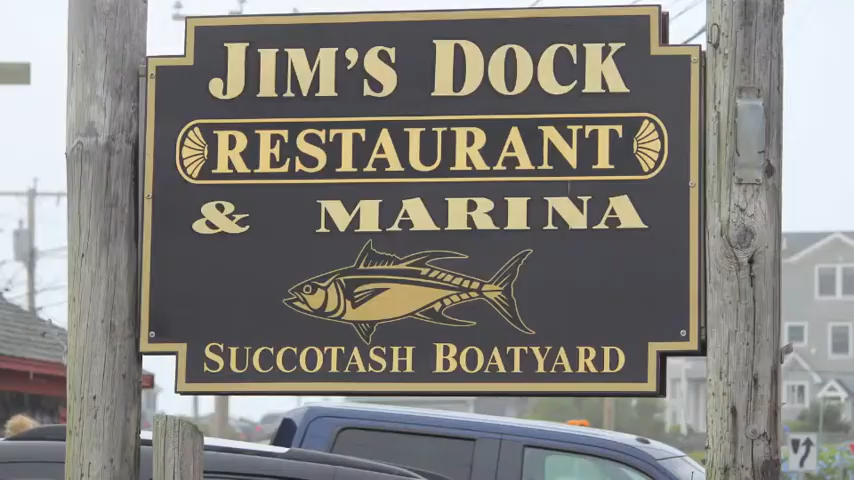 JIM'S DOCK
RESTAURANT
& MARINA
SUCCOTASH BOATYARD